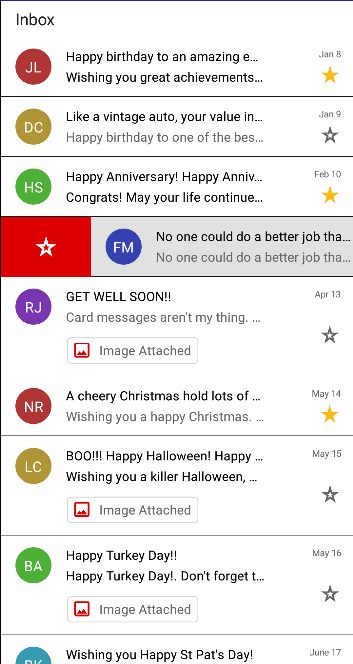 Inbox
JL
Happy birthday to an amazing e...
Jan 8
Wishing you great achievements...
DC
Like a vintage auto, your value in...
Jan 9
Happy birthday to one of the bes...
HS
Happy Anniversary! Happy Anniv...
Feb 10
Congrats! May your life continue...
FM
No one could do a better job tha...
No one could do a better job tha...
RJ
GET WELL SOON!!
Apr 13
Card messages aren't my thing. ...
Image Attached
NR
A cheery Christmas hold lots of ...
May 14
Wishing you a happy Christmas. ...
LC
BOO!!! Happy Halloween! Happy ...
May 15
Wishing you a killer Halloween, ...
Image Attached
BA
Happy Turkey Day!!
May 16
Happy Turkey Day!. Don't forget t...
Image Attached
Wishing you Happy St Pat's Day!
June 17